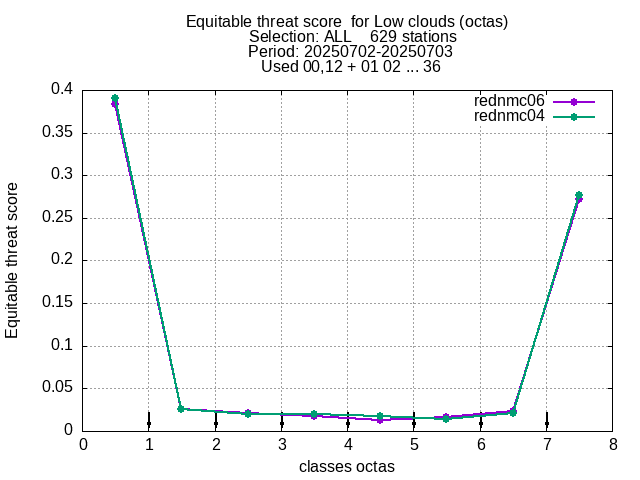 Equitable threat score  for Low clouds (octas)
Selection: ALL    629 stations
Period: 20250702-20250703
Used 00,12 + 01 02 ... 36
rednmc06
rednmc04
0.4
0.35
0.3
0.25
0.2
0.15
0.1
0.05
0
Equitable threat score
0 1 2 3 4 5 6 7 8
classes octas